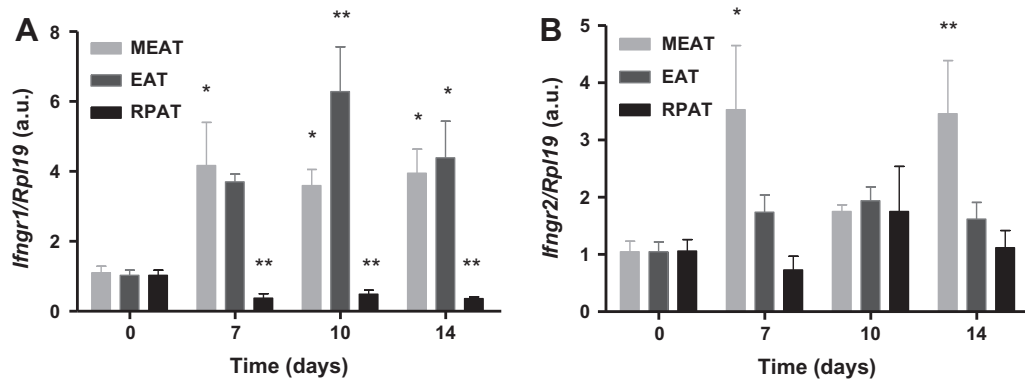 A
Ifngr1/Rpl19 (a.u.)
8
6
4
2
0
MEAT
EAT
RPAT
*
**
*
**
**
*
*
**
0 7 10 14
Time (days)
B
Ifngr2/Rpl19 (a.u.)
5
4
3
2
1
0
MEAT
EAT
RPAT
*
**
0 7 10 14
Time (days)